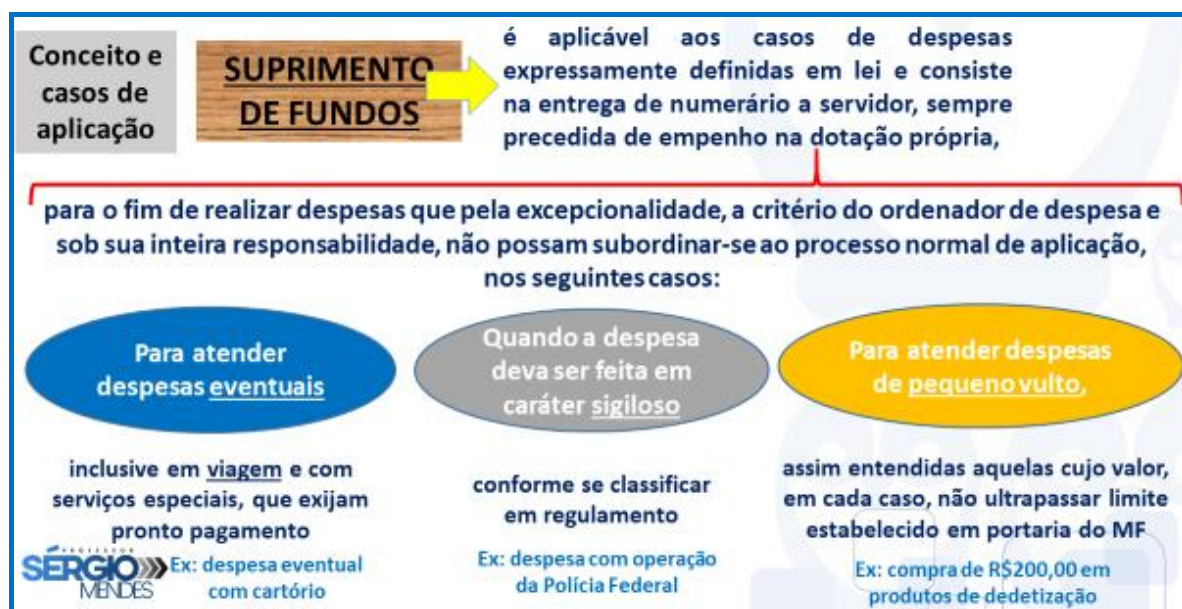 Conceito e
casos de
aplicação
SUPRIMENTO
DE FUNDOS
é aplicável aos casos de despesas
expressamente definidas em lei e consiste
na entrega de numerário a servidor, sempre
precedida de empenho na dotação própria,
para o fim de realizar despesas que pela excepcionalidade, a critério do ordenador de despesa e
sob sua inteira responsabilidade, não possam subordinar-se ao processo normal de aplicação,
nos seguintes casos:
Para atender
despesas eventuais
inclusive em viagem e com
serviços especiais, que exijam
pronto pagamento
Ex: despesa eventual
com cartório
Quando a despesa
deva ser feita em
caráter sigiloso
conforme se classificar
em regulamento
Ex: despesa com operação
da Polícia Federal
Para atender despesas
de pequeno vulto,
assim entendidas aquelas cujo valor,
em cada caso, não ultrapassar limite
estabelecido em portaria do MF
Ex: compra de R$200,00 em
produtos de dedetização
PROFESSOR
SÉRGIO
MENDES